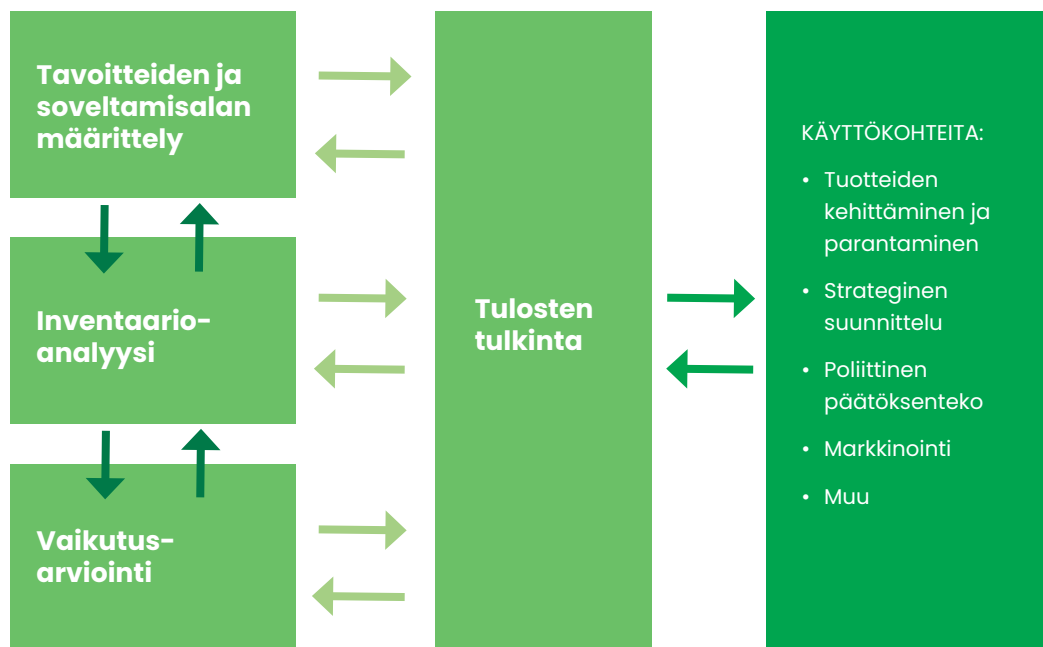 Tavoitteiden ja
soveltamisalan
määrittely
Inventaario-
analyysi
Vaikutus-
arviointi
Tulosten
tulkinta
KÄYTTÖKOHTEITA:
• Tuotteiden
kehittäminen ja
parantaminen
• Strateginen
suunnittelu
• Poliittinen
päätöksenteko
• Markkinointi
• Muu